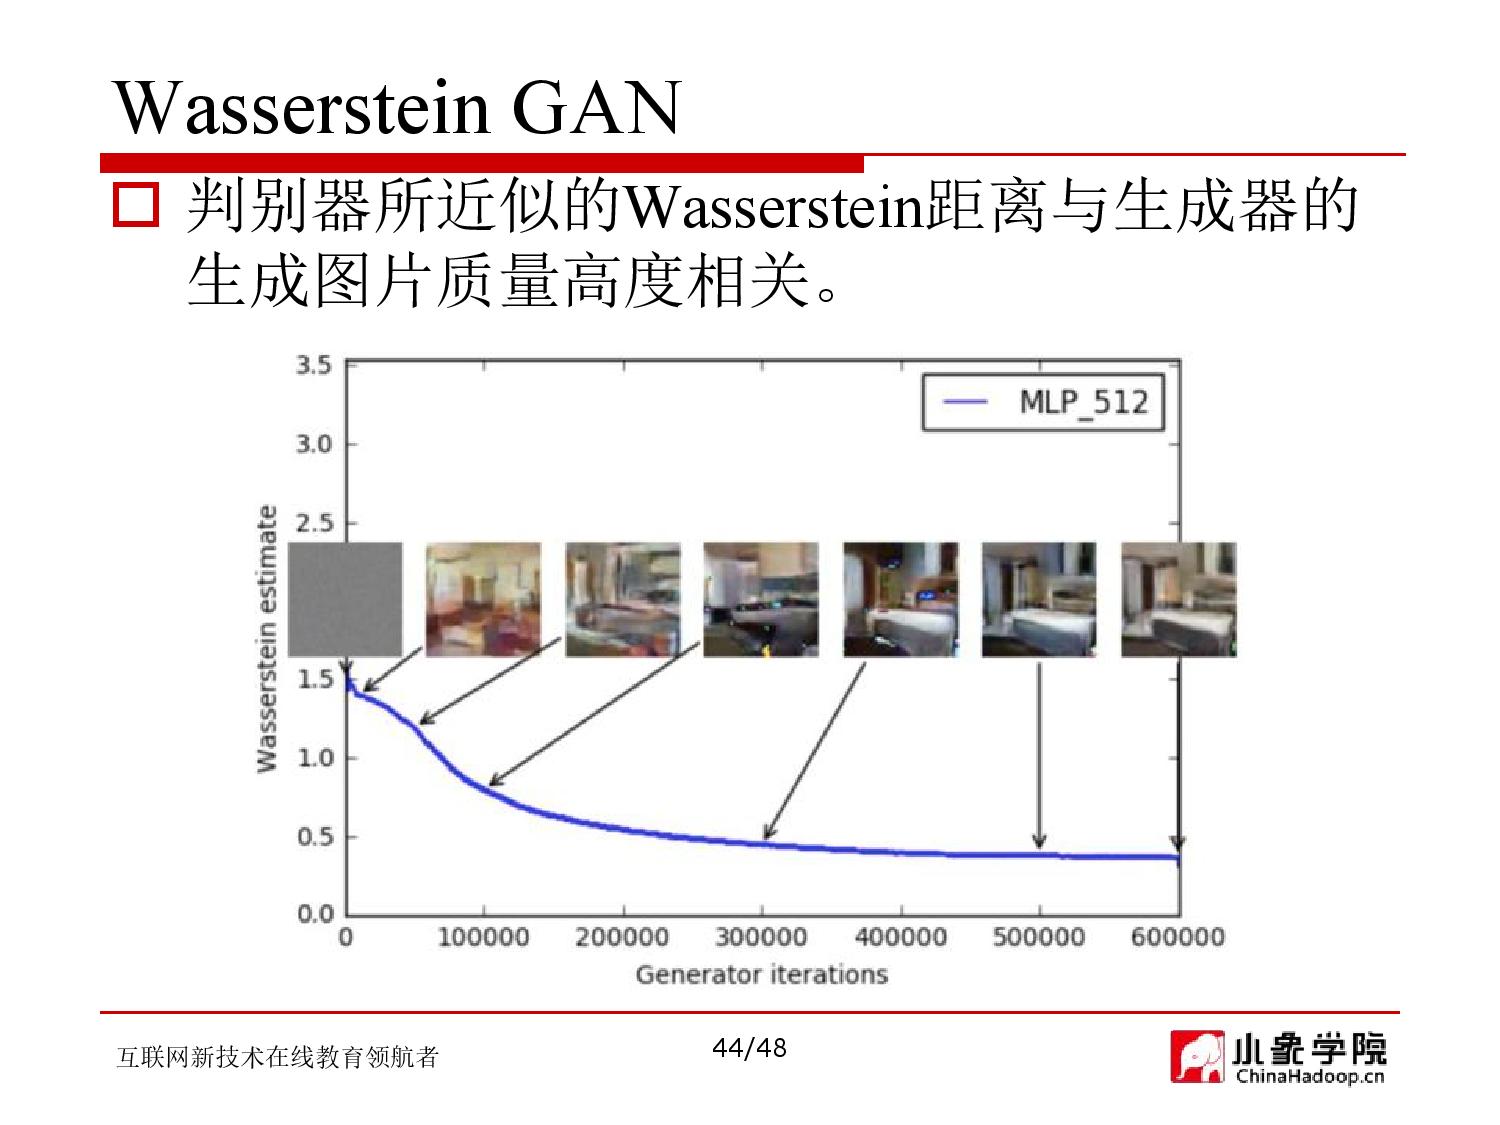 Wasserstein GAN
判别器所近似的Wasserstein距离与生成器的
生成图片质量高度相关。
3.5
3.0
2.5
1.5
1.0
0.5
0.0
Wasserstein estimate
MLP_512
0 100000 200000 300000 400000 500000 600000
Generator iterations
互联网新技术在线教育领航者
44/48
小象学院
ChinaHadoop.cn